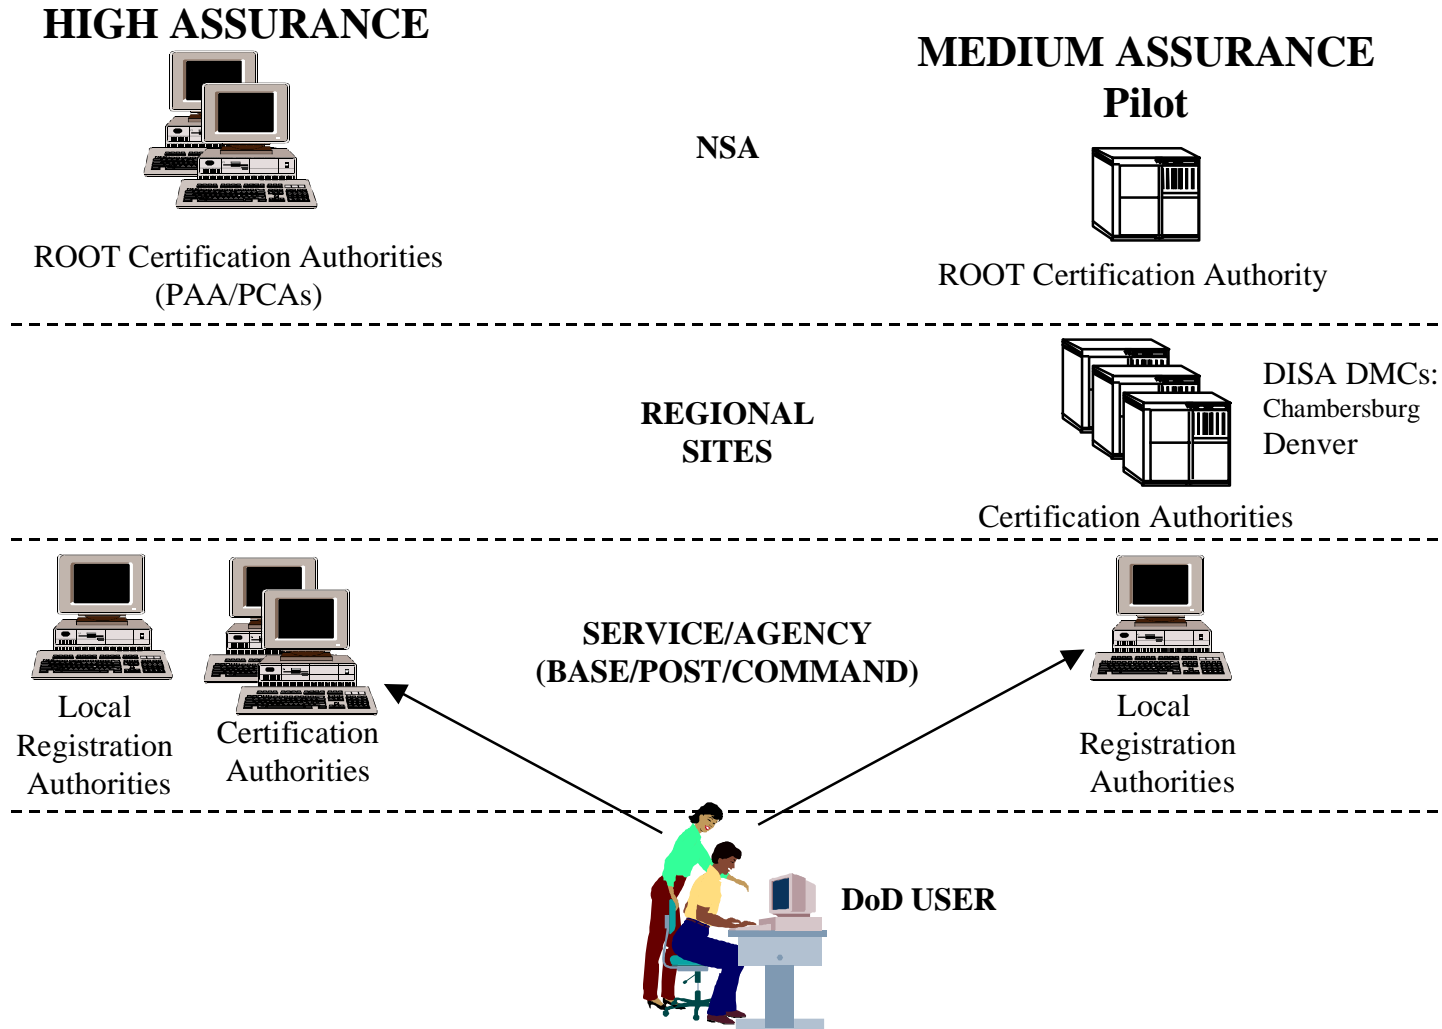 HIGH ASSURANCE
MEDIUM ASSURANCE
Pilot
NSA
ROOT Certification Authorities
(PAA/PCAs)
ROOT Certification Authority
REGIONAL
SITES
DISA DMCs:
Chambersburg
Denver
Certification Authorities
SERVICE/AGENCY
(BASE/POST/COMMAND)
Local
Registration
Authorities
Certification
Authorities
Local
Registration
Authorities
DoD USER